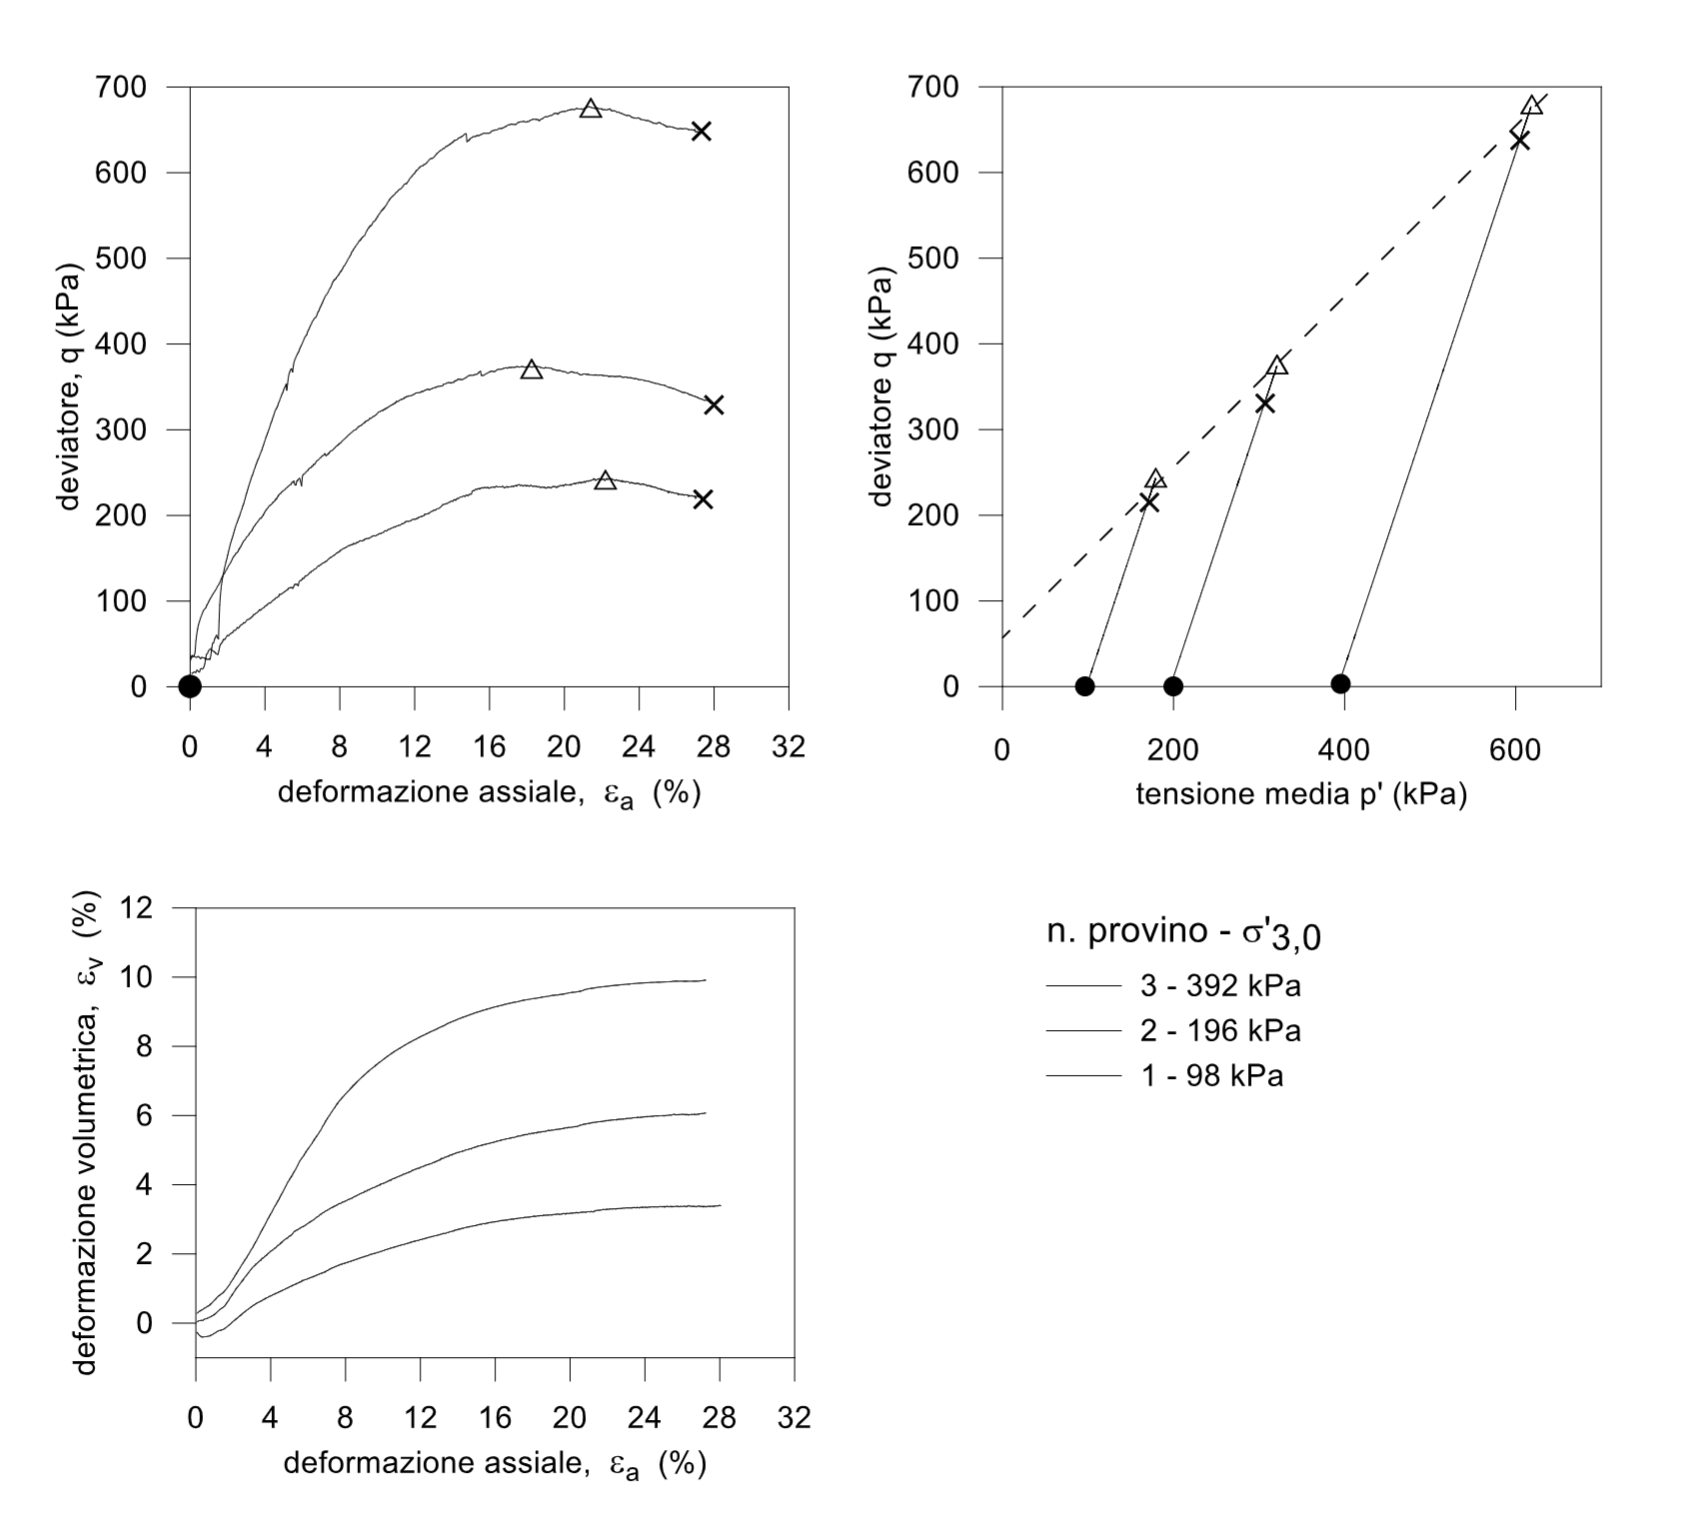 700
600
500
400
300
200
100
0
deviatore, q (kPa)
0 4 8 12 16 20 24 28 32
deformazione assiale, εa (%)
700
600
500
400
300
200
100
0
deviatore q (kPa)
0 200 400 600
tensione media p' (kPa)
12
10
8
6
4
2
0
deformazione volumetrica, εv (%)
0 4 8 12 16 20 24 28 32
deformazione assiale, εa (%)
n. provino - σ'3,0
3 - 392 kPa
2 - 196 kPa
1 - 98 kPa